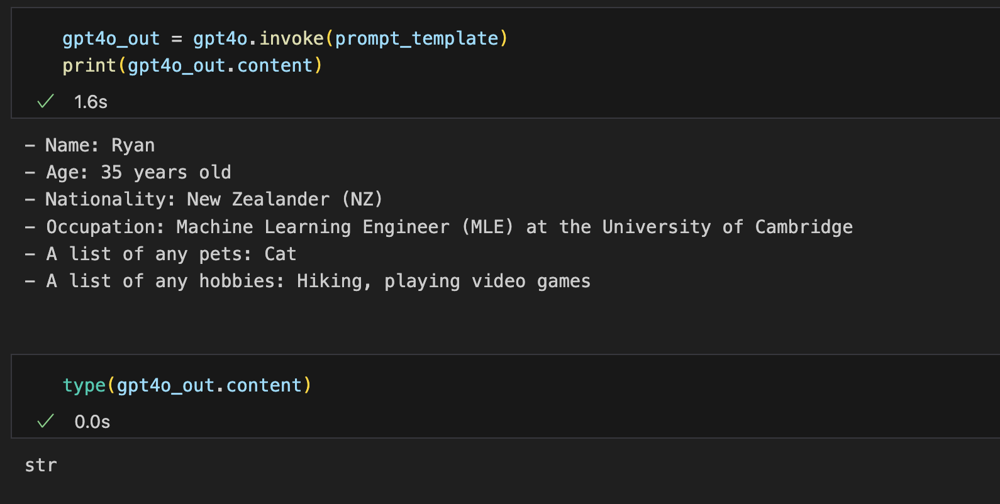 gpt4o_out = gpt4o.invoke(prompt_template)
print(gpt4o_out.content)
✓ 1.6s
- Name: Ryan
- Age: 35 years old
- Nationality: New Zealander (NZ)
- Occupation: Machine Learning Engineer (MLE) at the University of Cambridge
- A list of any pets: Cat
- A list of any hobbies: Hiking, playing video games
type(gpt4o_out.content)
✓ 0.0s
str